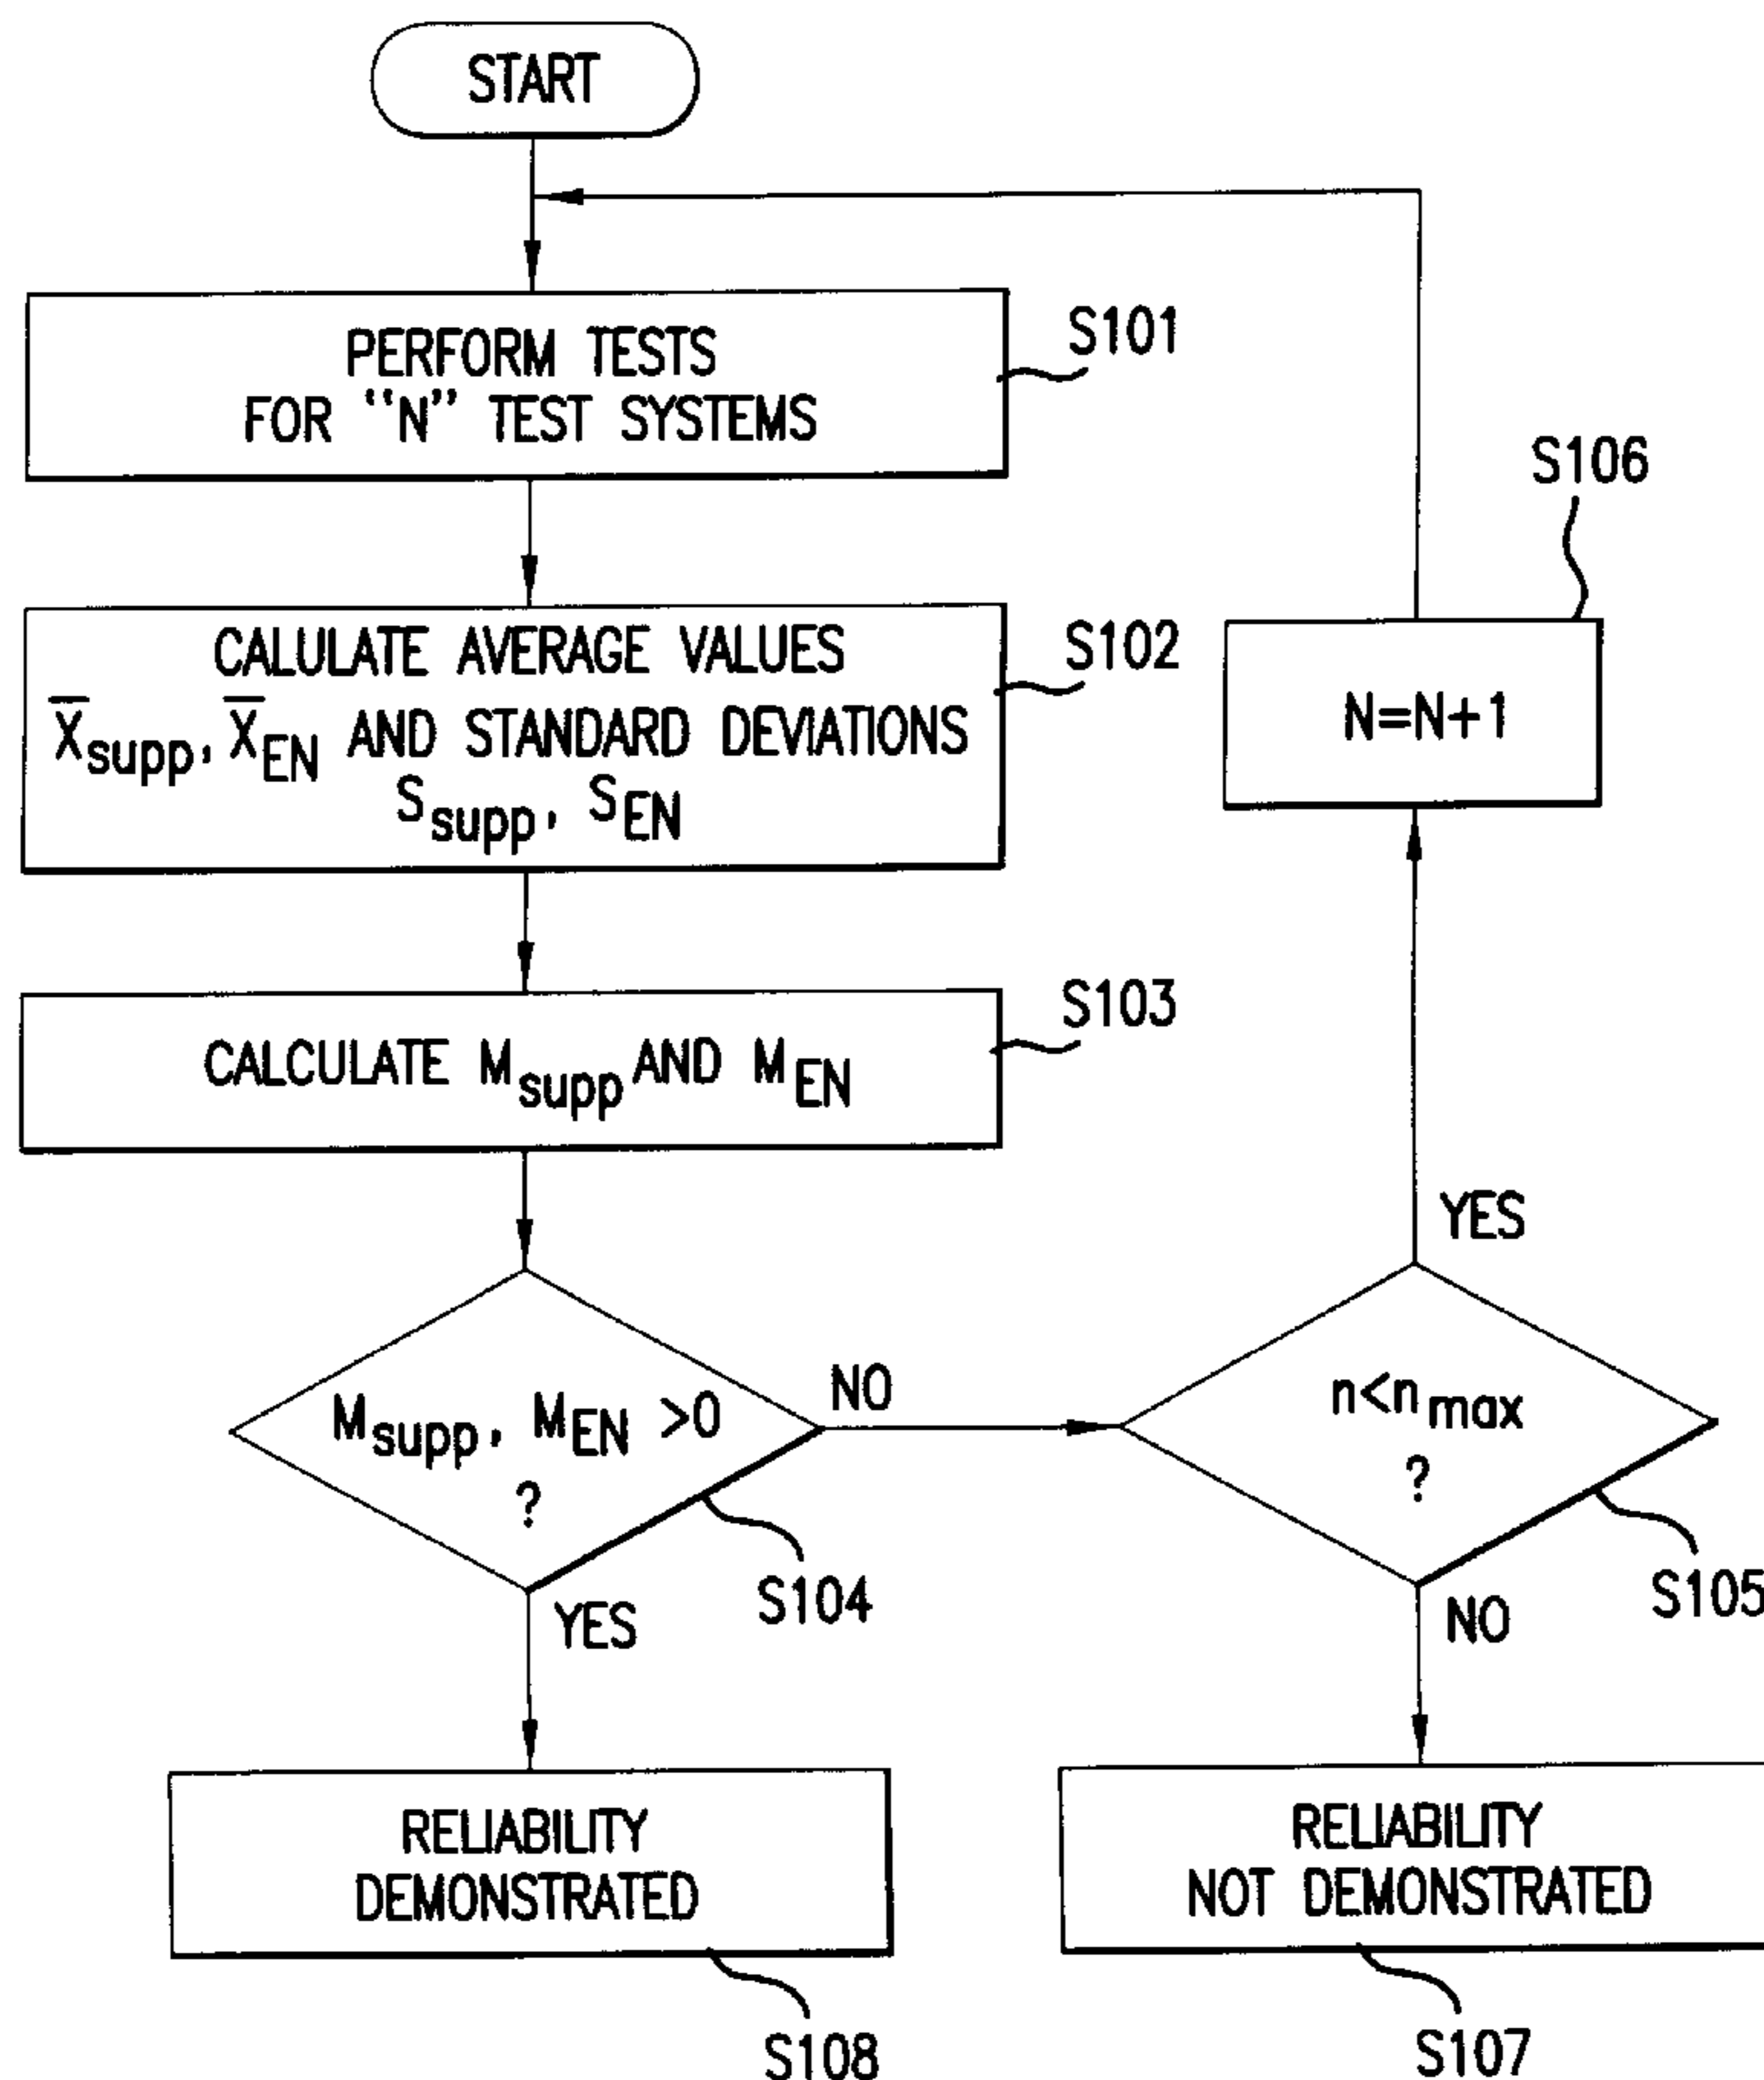 START
PERFORM TESTS
FOR "N" TEST SYSTEMS
S101
CALULATE AVERAGE VALUES
X̅supp, X̅EN AND STANDARD DEVIATIONS
Ssupp, SEN
S102
CALCULATE Msupp AND MEN
S103
Msupp, MEN >0
?
S104
NO
YES
n<nmax
?
S105
YES
NO
N=N+1
S106
RELIABILITY
DEMONSTRATED
S108
RELIABILITY
NOT DEMONSTRATED
S107